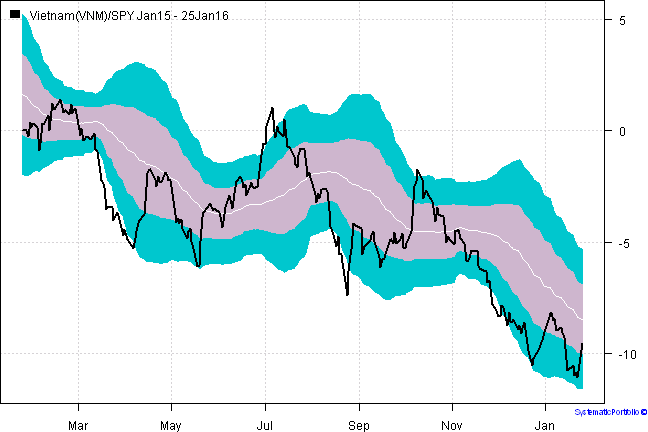 Vietnam(VNM)/SPY Jan15 - 25Jan16
5
0
-5
-10
Mar May Jul Sep Nov Jan
SystematicPortfolio ©